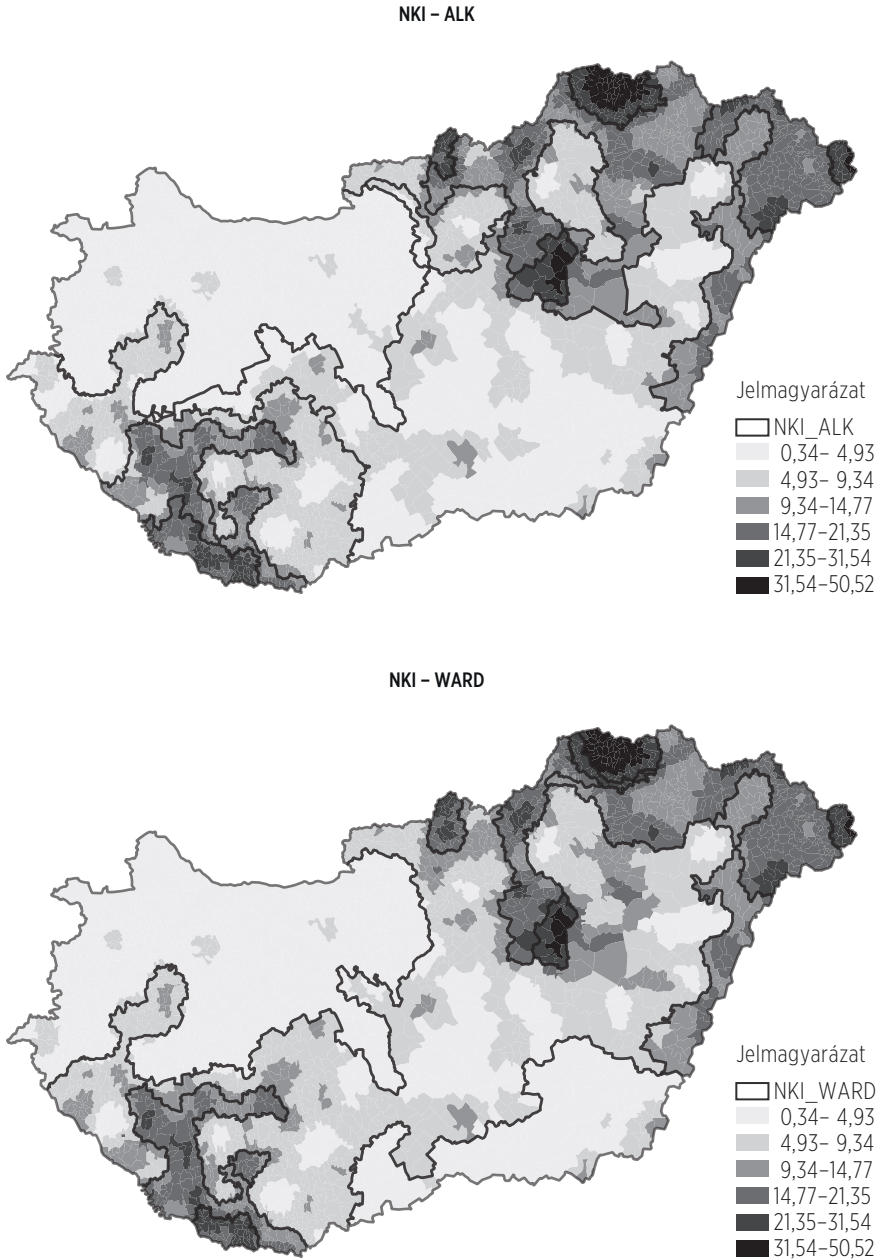 NKI – ALK
Jelmagyarázat
NKI_ALK
0,34– 4,93
4,93– 9,34
9,34–14,77
14,77–21,35
21,35–31,54
31,54–50,52
NKI – WARD
Jelmagyarázat
NKI_WARD
0,34– 4,93
4,93– 9,34
9,34–14,77
14,77–21,35
21,35–31,54
31,54–50,52